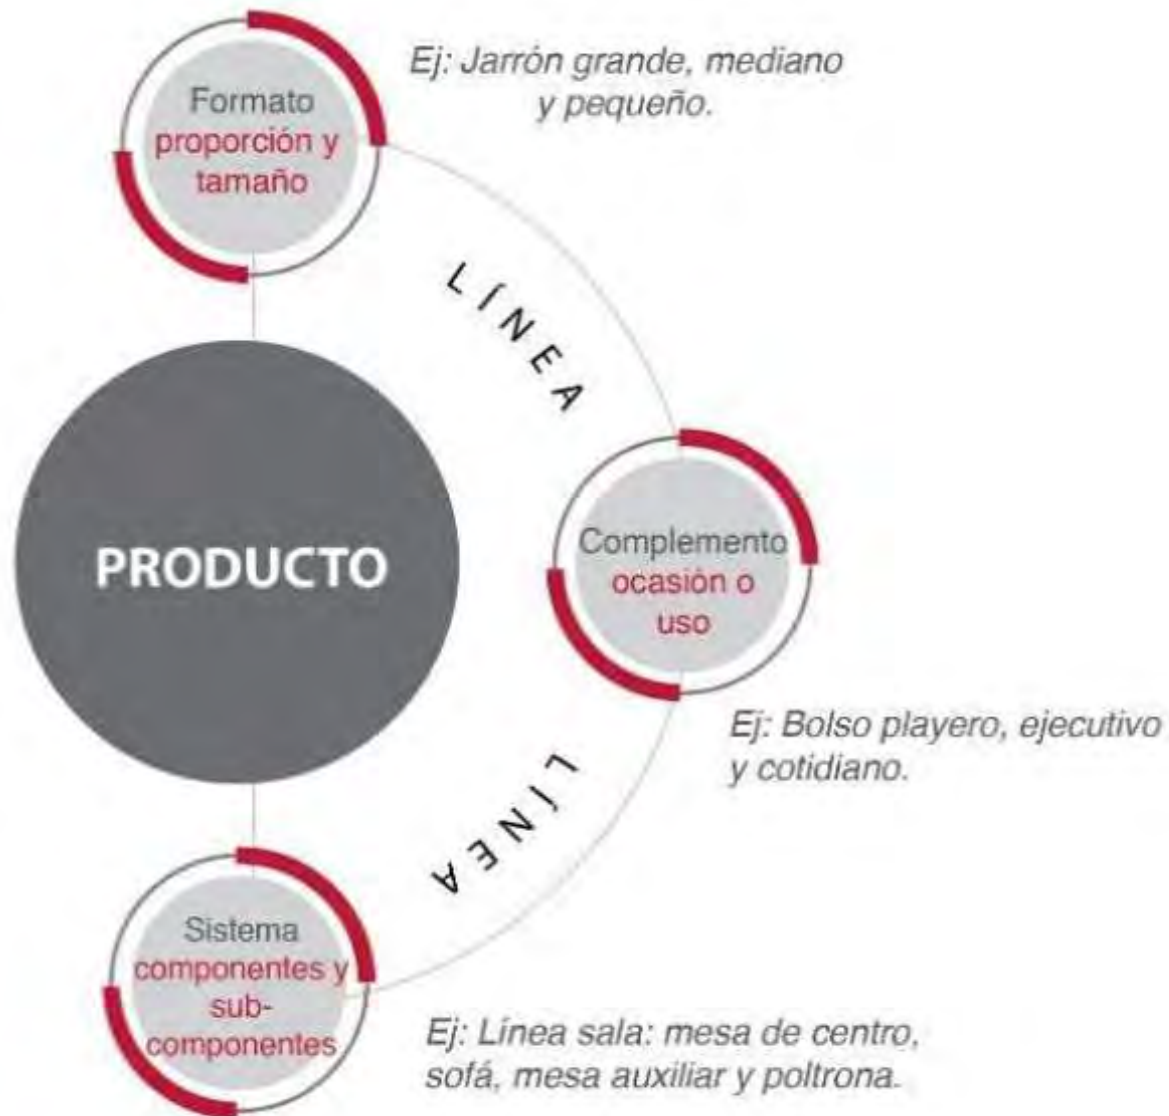 Formato
proporción y
tamaño
Ej: Jarrón grande, mediano
y pequeño.
LÍNEA
PRODUCTO
Complemento
ocasión o
uso
Ej: Bolso playero, ejecutivo
y cotidiano.
LÍNEA
Sistema
componentes y
sub-
componentes
Ej: Línea sala: mesa de centro,
sofá, mesa auxiliar y poltrona.